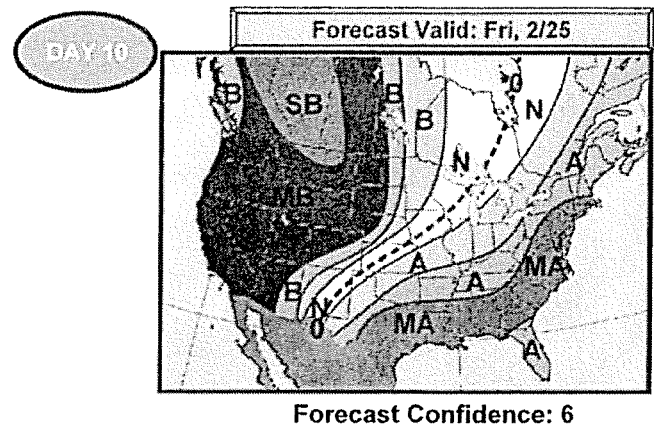 DAY 10
Forecast Valid: Fri, 2/25
B
SB
B
B
0
N
N
A
MB
A
A
MA
B
N
0
MA
A
Forecast Confidence: 6